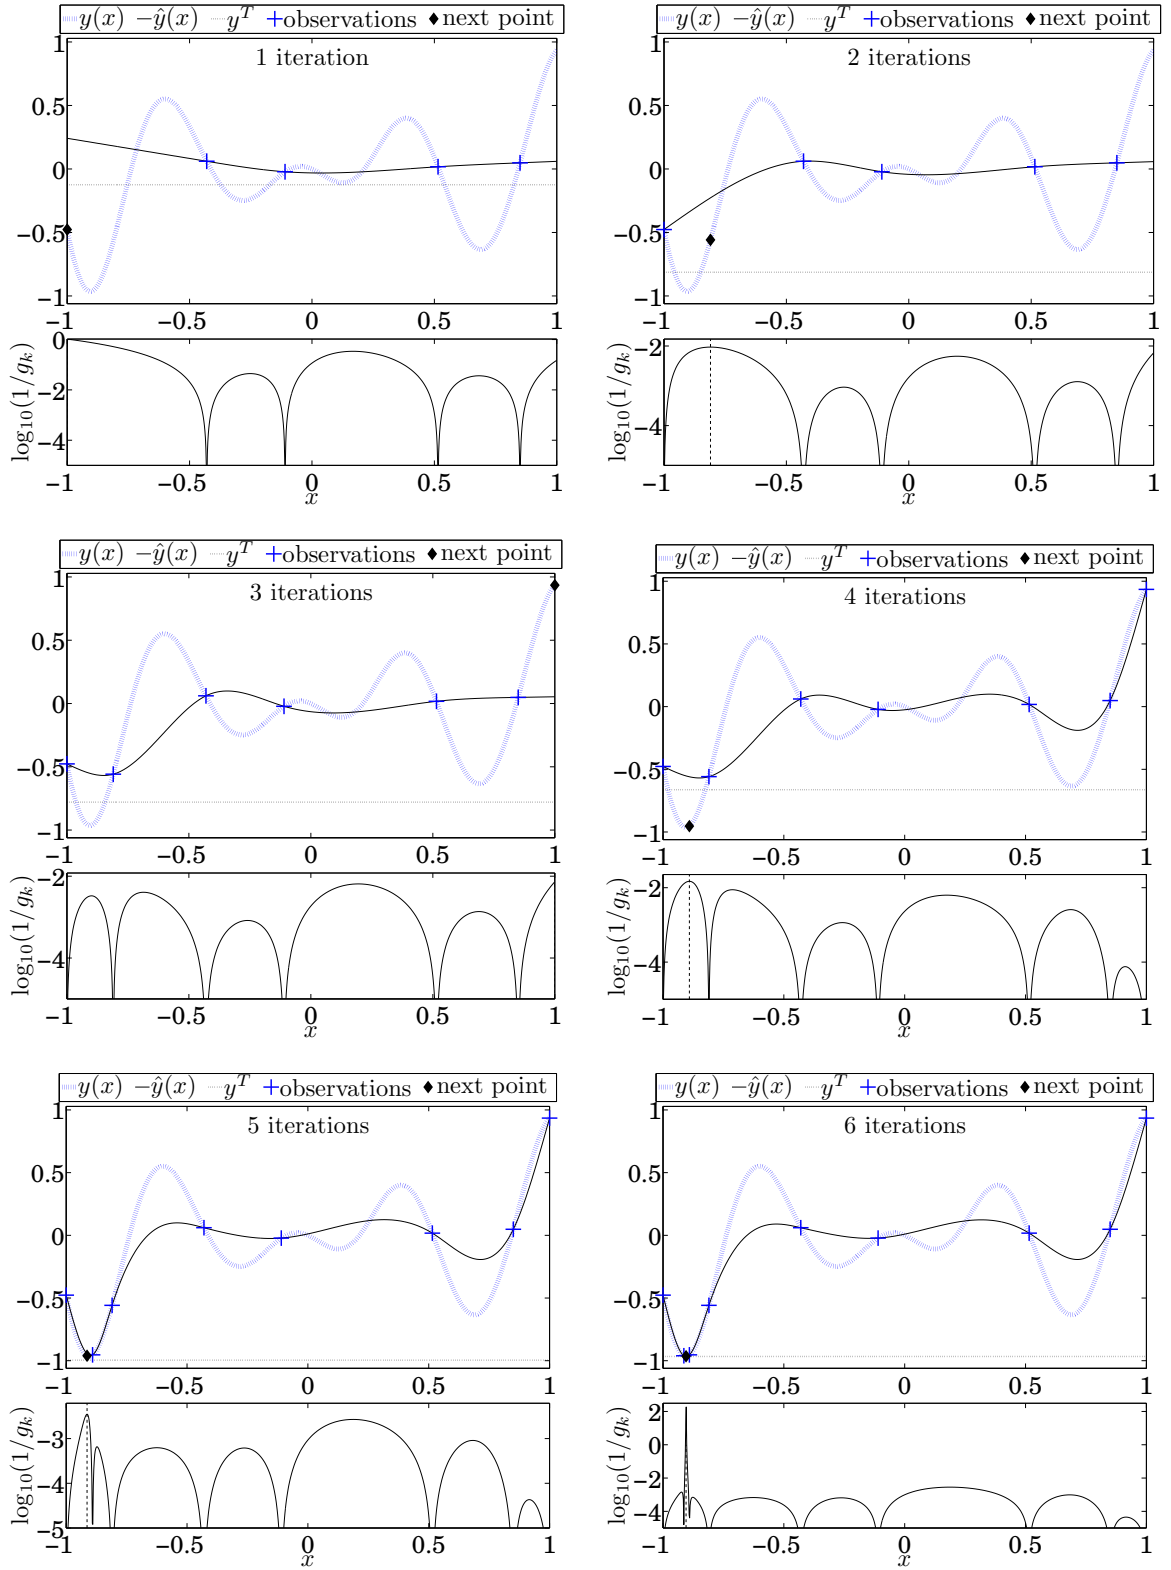 y(x) −ŷ(x) y^T observations next point
1 iteration
1
0.5
0
−0.5
−1
−1 −0.5 0 0.5 1
0
−2
−4
log₁₀(1/g_k)
−1 −0.5 0 0.5 1
x
y(x) −ŷ(x) y^T observations next point
2 iterations
1
0.5
0
−0.5
−1
−1 −0.5 0 0.5 1
−2
−4
log₁₀(1/g_k)
−1 −0.5 0 0.5 1
x
y(x) −ŷ(x) y^T observations next point
3 iterations
1
0.5
0
−0.5
−1
−1 −0.5 0 0.5 1
−2
−4
log₁₀(1/g_k)
−1 −0.5 0 0.5 1
x
y(x) −ŷ(x) y^T observations next point
4 iterations
1
0.5
0
−0.5
−1
−1 −0.5 0 0.5 1
−2
−4
log₁₀(1/g_k)
−1 −0.5 0 0.5 1
x
y(x) −ŷ(x) y^T observations next point
5 iterations
1
0.5
0
−0.5
−1
−1 −0.5 0 0.5 1
−3
−4
−5
log₁₀(1/g_k)
−1 −0.5 0 0.5 1
x
y(x) −ŷ(x) y^T observations next point
6 iterations
1
0.5
0
−0.5
−1
−1 −0.5 0 0.5 1
2
0
−2
−4
log₁₀(1/g_k)
−1 −0.5 0 0.5 1
x